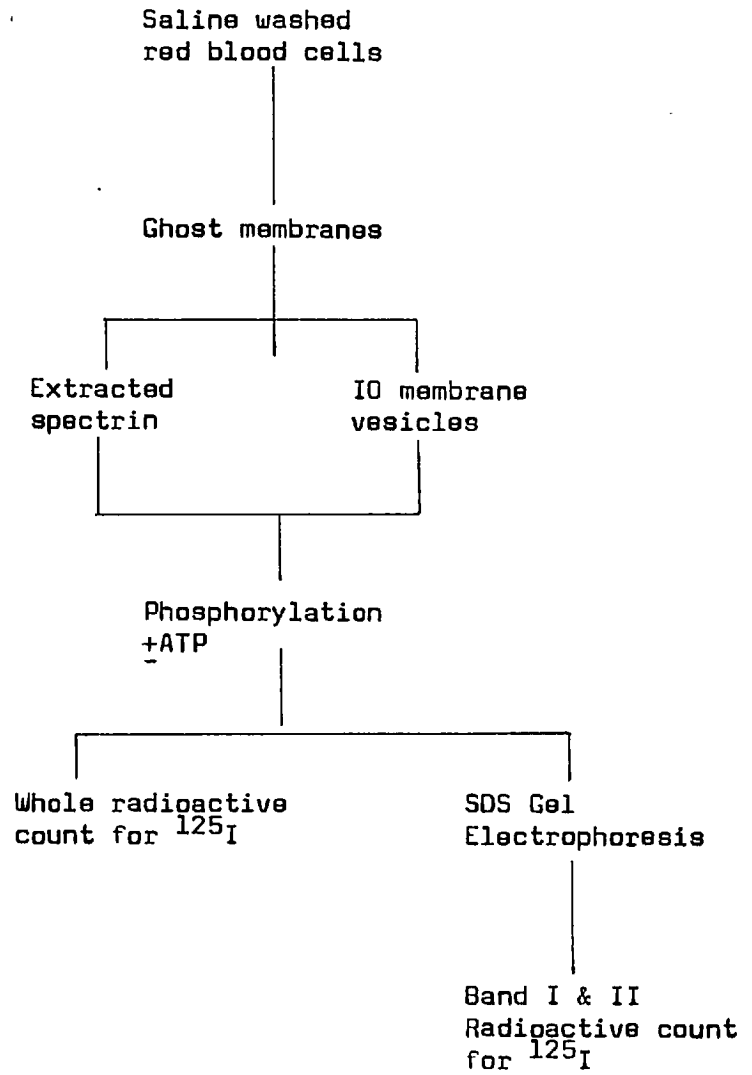 Saline washed
red blood cells
Ghost membranes
Extracted
spectrin
IO membrane
vesicles
Phosphorylation
±ATP
Whole radioactive
count for ¹²⁵I
SDS Gel
Electrophoresis
Band I & II
Radioactive count
for ¹²⁵I